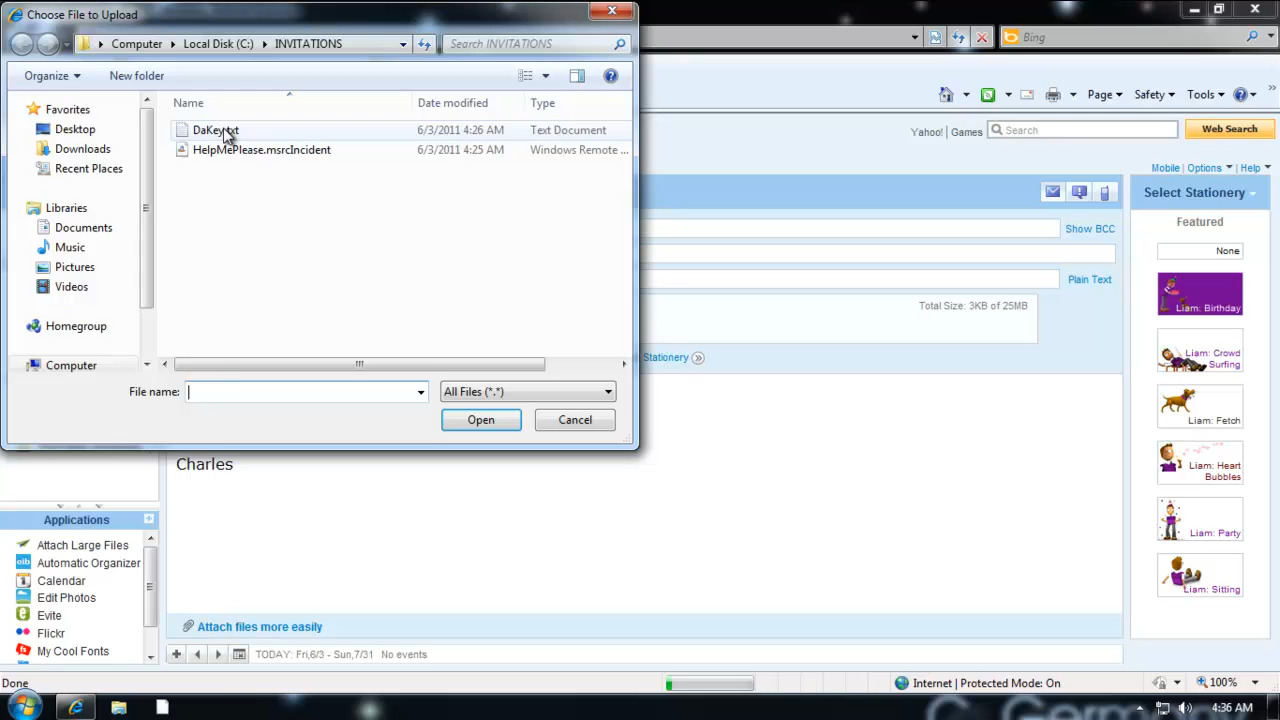 Choose File to Upload
Computer Local Disk (C:) INVITATIONS
Search INVITATIONS
Bing
Organize
New folder
Page Safety Tools
Favorites
Desktop
Downloads
Recent Places
Libraries
Documents
Music
Pictures
Videos
Homegroup
Computer
Name Date modified Type
DaKey.txt 6/3/2011 4:26 AM Text Document
HelpMePlease.msrcIncident 6/3/2011 4:25 AM Windows Remote ...
File name:
All Files (*.*)
Open
Cancel
Yahoo! Games
Search
Web Search
Mobile Options Help
Show BCC
Plain Text
Total Size: 3KB of 25MB
Stationery
Select Stationery
Featured
None
Liam: Birthday
Liam: Crowd
Surfing
Liam: Fetch
Liam: Heart
Bubbles
Liam: Party
Liam: Sitting
Charles
Applications
Attach Large Files
oib Automatic Organizer
Calendar
Edit Photos
Evite
Flickr
My Cool Fonts
Attach files more easily
TODAY: Fri,6/3 - Sun,7/31 No events
Done
Internet | Protected Mode: On
100%
4:36 AM